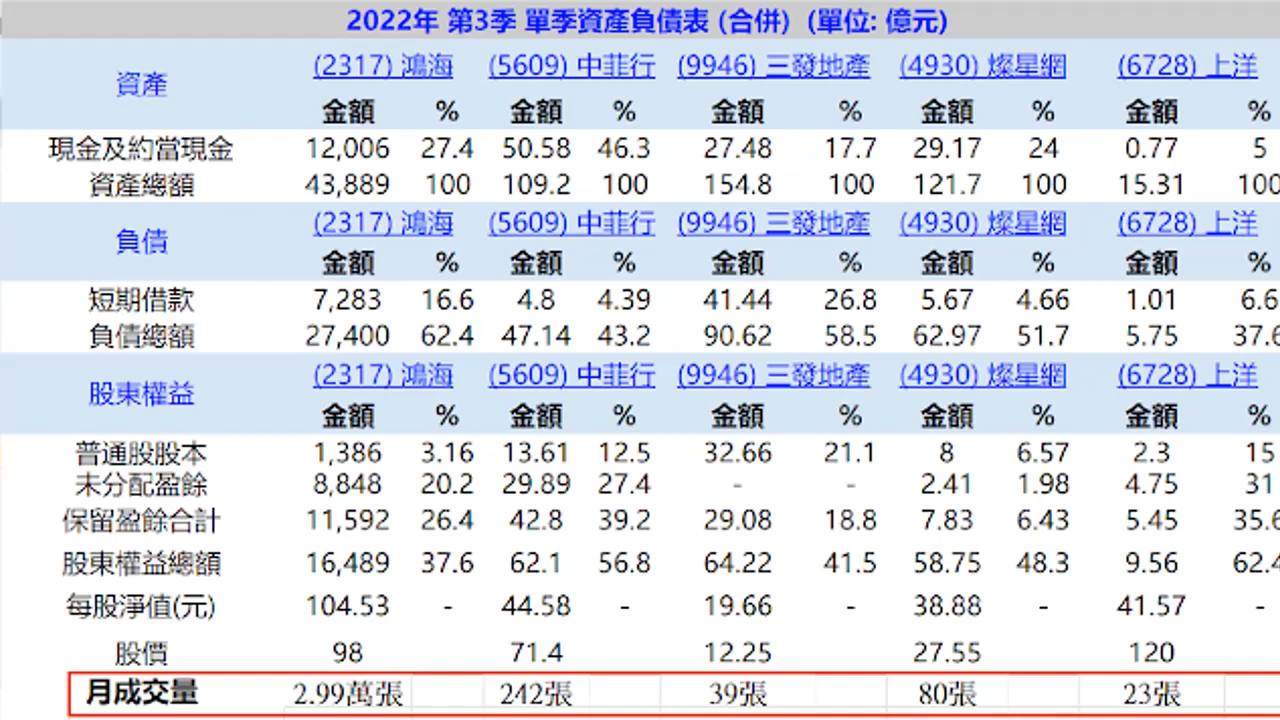 2022年 第3季 單季資產負債表 (合併) (單位: 億元)
資產 (2317) 鴻海 (5609) 中菲行 (9946) 三發地產 (4930) 燦星網 (6728) 上洋
金額 % 金額 % 金額 % 金額 % 金額 %
現金及約當現金 12,006 27.4 50.58 46.3 27.48 17.7 29.17 24 0.77 5
資產總額 43,889 100 109.2 100 154.8 100 121.7 100 15.31 100
負債 (2317) 鴻海 (5609) 中菲行 (9946) 三發地產 (4930) 燦星網 (6728) 上洋
金額 % 金額 % 金額 % 金額 % 金額 %
短期借款 7,283 16.6 4.8 4.39 41.44 26.8 5.67 4.66 1.01 6.6
負債總額 27,400 62.4 47.14 43.2 90.62 58.5 62.97 51.7 5.75 37.6
股東權益 (2317) 鴻海 (5609) 中菲行 (9946) 三發地產 (4930) 燦星網 (6728) 上洋
金額 % 金額 % 金額 % 金額 % 金額 %
普通股股本 1,386 3.16 13.61 12.5 32.66 21.1 8 6.57 2.3 15
未分配盈餘 8,848 20.2 29.89 27.4 - - 2.41 1.98 4.75 31
保留盈餘合計 11,592 26.4 42.8 39.2 29.08 18.8 7.83 6.43 5.45 35.6
股東權益總額 16,489 37.6 62.1 56.8 64.22 41.5 58.75 48.3 9.56 62.4
每股淨值(元) 104.53 - 44.58 - 19.66 - 38.88 - 41.57 -
股價 98 71.4 12.25 27.55 120
月成交量 2.99萬張 242張 39張 80張 23張